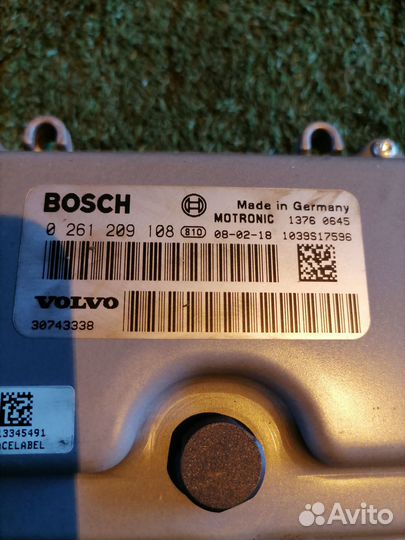 BOSCH
Made in Germany
MOTRONIC 1376 0645
0 261 209 108 810 08-02-18 1039S17596
VOLVO
30743338
13345491
ACELABEL
Avito